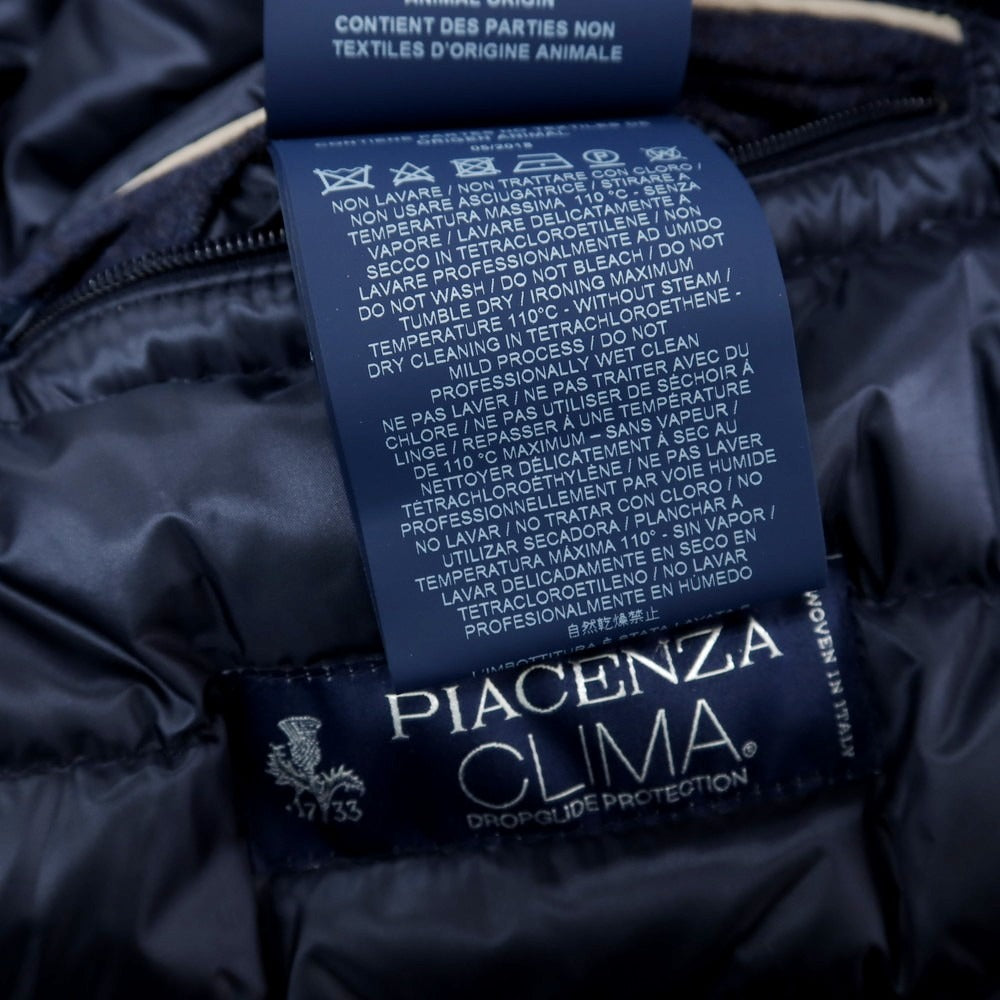 ANIMAL ORIGIN
CONTIENT DES PARTIES NON
TEXTILES D'ORIGINE ANIMALE
ORIGEN ANIMAL
05/2018
NON LAVARE / NON TRATTARE CON CLORO /
NON USARE ASCIUGATRICE / STIRARE A
TEMPERATURA MASSIMA 110°C - SENZA
VAPORE / LAVARE DELICATAMENTE A
SECCO IN TETRACLOROETILENE / NON
LAVARE PROFESSIONALMENTE AD UMIDO
DO NOT WASH / DO NOT BLEACH / DO NOT
TUMBLE DRY / IRONING MAXIMUM
TEMPERATURE 110°C - WITHOUT STEAM /
DRY CLEANING IN TETRACHLOROETHENE -
MILD PROCESS / DO NOT
PROFESSIONALLY WET CLEAN
NE PAS LAVER / NE PAS TRAITER AVEC DU
CHLORE / NE PAS UTILISER DE SÉCHOIR À
LINGE / REPASSER À UNE TEMPÉRATURE
DE 110 °C MAXIMUM – SANS VAPEUR /
NETTOYER DÉLICATEMENT À SEC AU
TÉTRACHLOROÉTHYLÈNE / NE PAS LAVER
PROFESSIONNELLEMENT PAR VOIE HUMIDE
NO LAVAR / NO TRATAR CON CLORO / NO
UTILIZAR SECADORA / PLANCHAR A
TEMPERATURA MÁXIMA 110° - SIN VAPOR /
LAVAR DELICADAMENTE EN SECO EN
TETRACLOROETILENO / NO LAVAR
PROFESIONALMENTE EN HÚMEDO
自然乾燥禁止
PIACENZA
CLIMA®
DROPGLIDE PROTECTION
1733
WOVEN IN ITALY